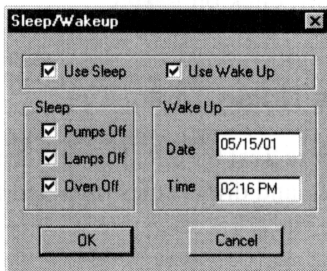 Sleep/Wakeup
Use Sleep Use Wake Up
Sleep
Pumps Off
Lamps Off
Oven Off
Wake Up
Date 05/15/01
Time 02:16 PM
OK Cancel